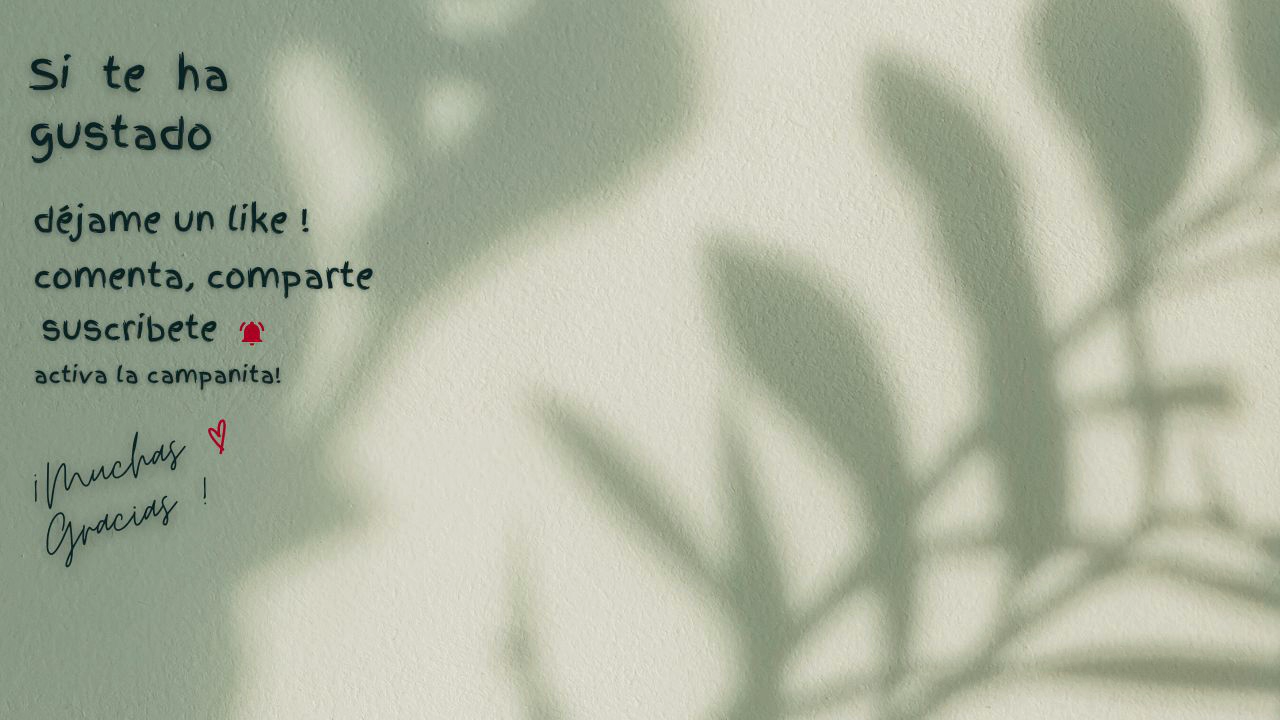 Si te ha
gustado
déjame un like !
comenta, comparte
suscribete
activa la campanita!
¡Muchas
Gracias !